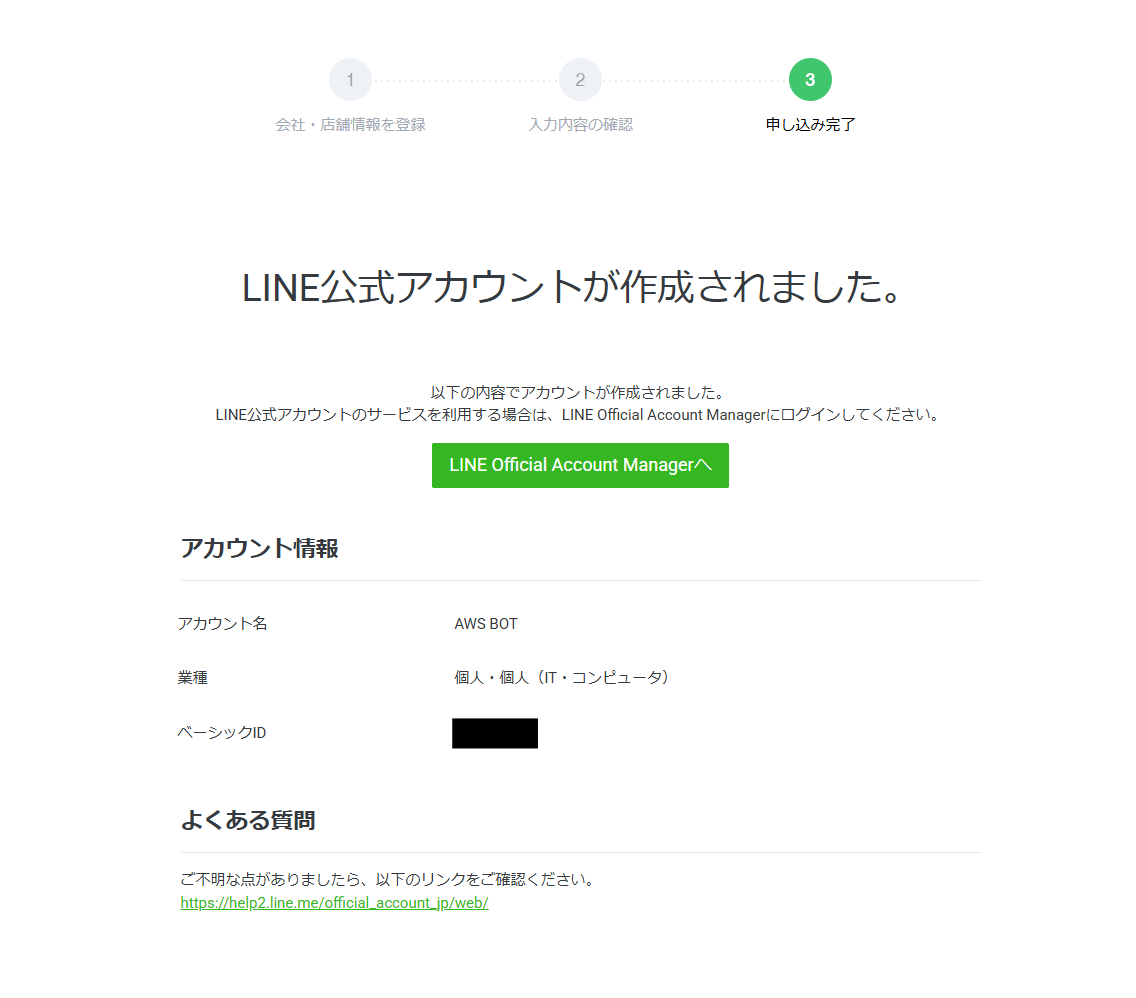 1
2
3
会社・店舗情報を登録
入力内容の確認
申し込み完了
LINE公式アカウントが作成されました。
以下の内容でアカウントが作成されました。
LINE公式アカウントのサービスを利用する場合は、LINE Official Account Managerにログインしてください。
LINE Official Account Managerへ
アカウント情報
アカウント名 AWS BOT
業種 個人・個人（IT・コンピュータ）
ベーシックID
よくある質問
ご不明な点がありましたら、以下のリンクをご確認ください。
https://help2.line.me/official_account_jp/web/